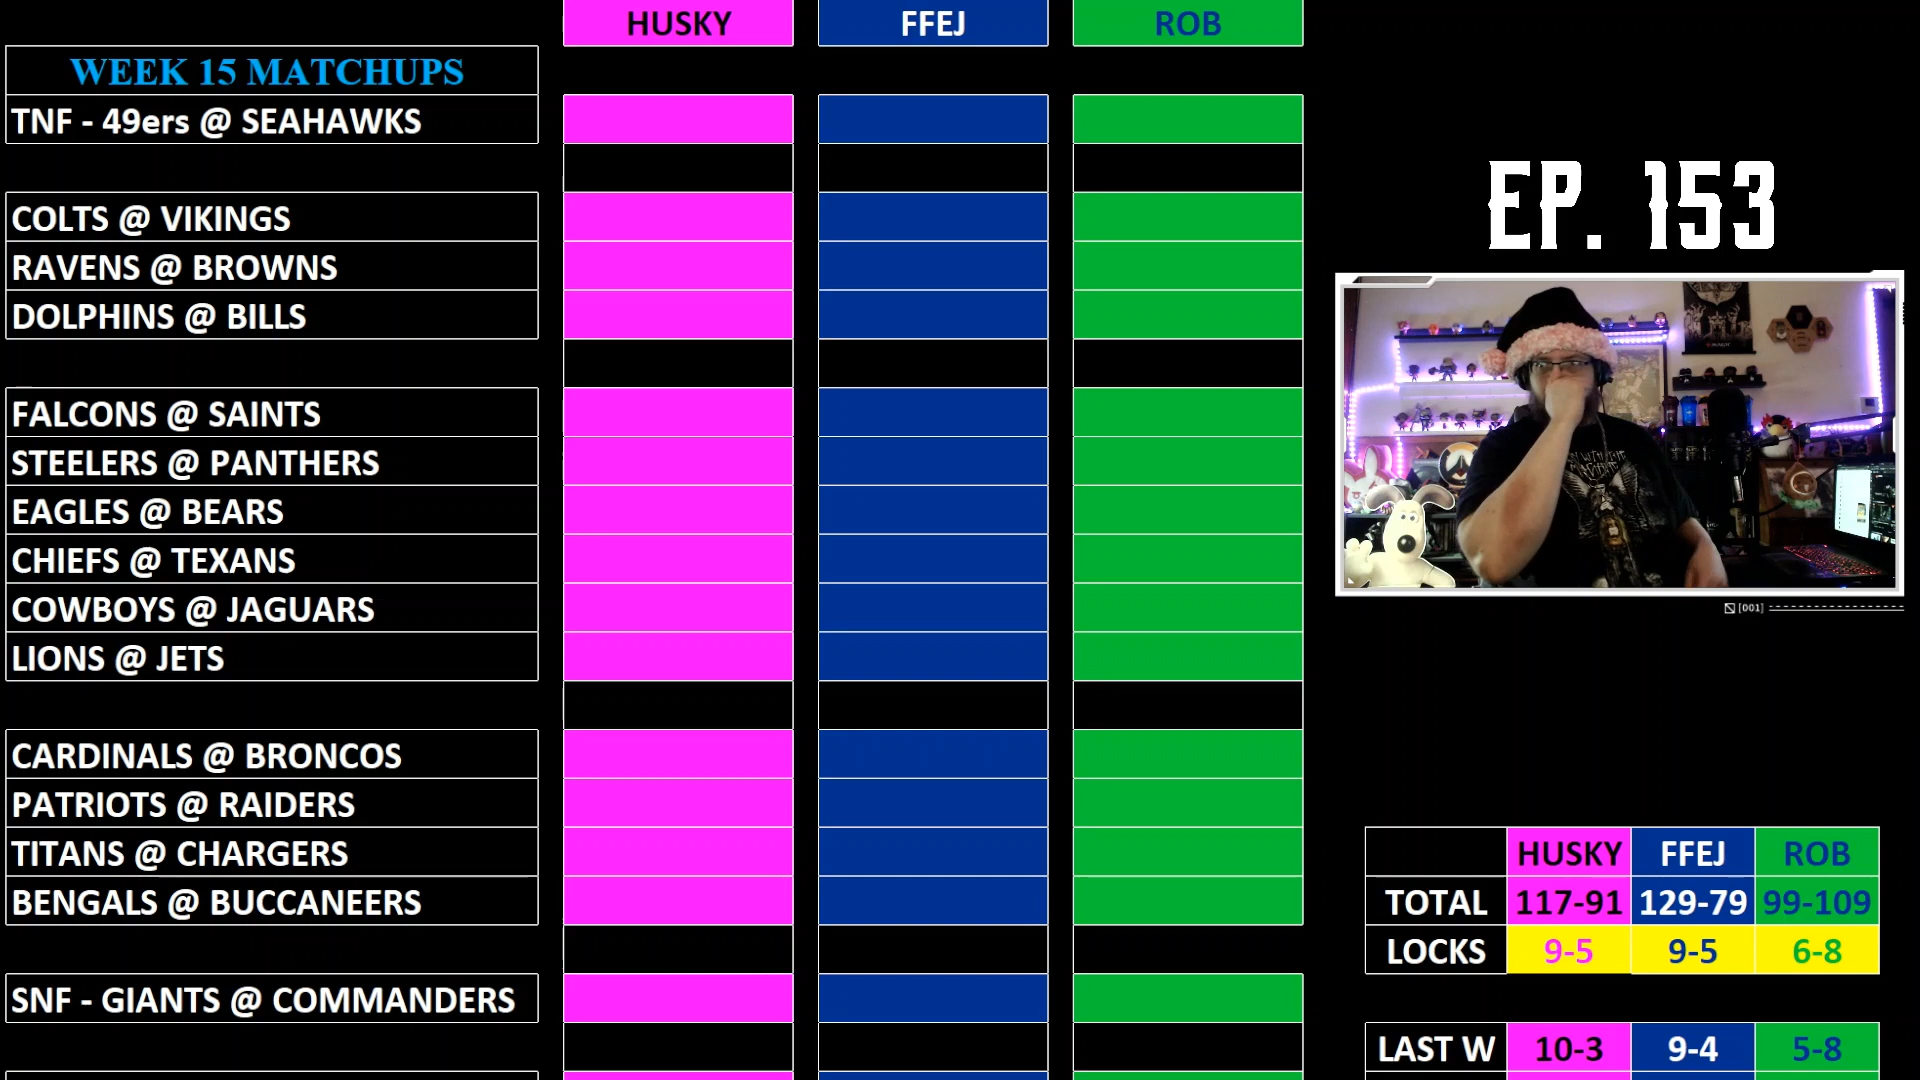 HUSKY FFEJ ROB
WEEK 15 MATCHUPS
TNF - 49ers @ SEAHAWKS
COLTS @ VIKINGS
RAVENS @ BROWNS
DOLPHINS @ BILLS
FALCONS @ SAINTS
STEELERS @ PANTHERS
EAGLES @ BEARS
CHIEFS @ TEXANS
COWBOYS @ JAGUARS
LIONS @ JETS
CARDINALS @ BRONCOS
PATRIOTS @ RAIDERS
TITANS @ CHARGERS
BENGALS @ BUCCANEERS
SNF - GIANTS @ COMMANDERS
EP. 153
[001]
HUSKY FFEJ ROB
TOTAL 117-91 129-79 99-109
LOCKS 9-5 9-5 6-8
LAST W 10-3 9-4 5-8